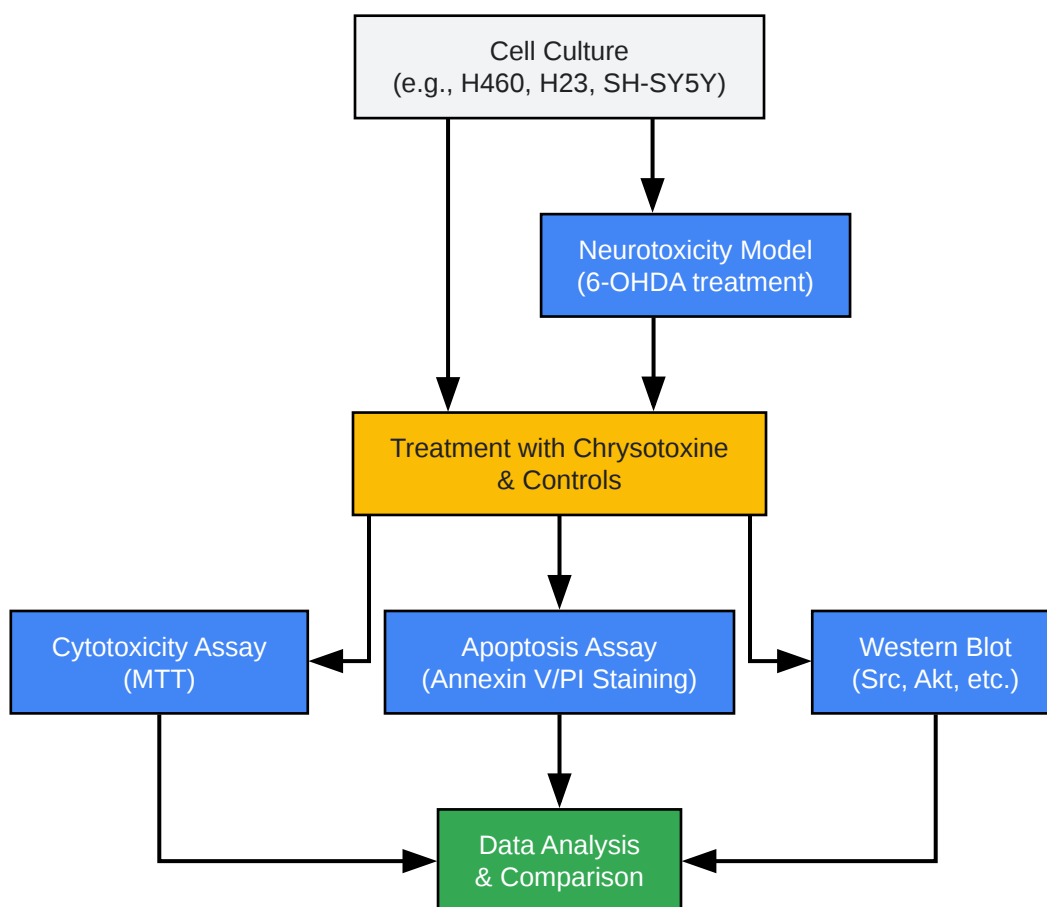 Cell Culture
(e.g., H460, H23, SH-SY5Y)
Neurotoxicity Model
(6-OHDA treatment)
Treatment with Chrysotoxine
& Controls
Cytotoxicity Assay
(MTT)
Apoptosis Assay
(Annexin V/PI Staining)
Western Blot
(Src, Akt, etc.)
Data Analysis
& Comparison